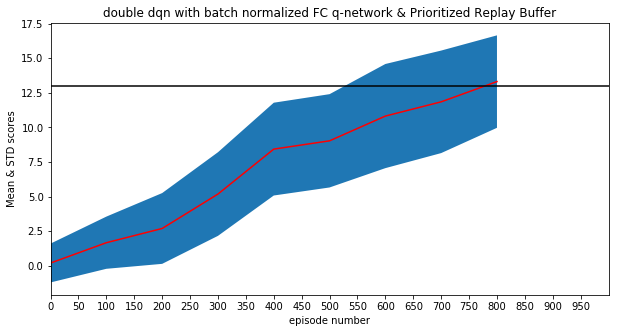 double dqn with batch normalized FC q-network & Prioritized Replay Buffer
17.5
15.0
12.5
10.0
7.5
5.0
2.5
0.0
Mean & STD scores
0 50 100 150 200 250 300 350 400 450 500 550 600 650 700 750 800 850 900 950
episode number